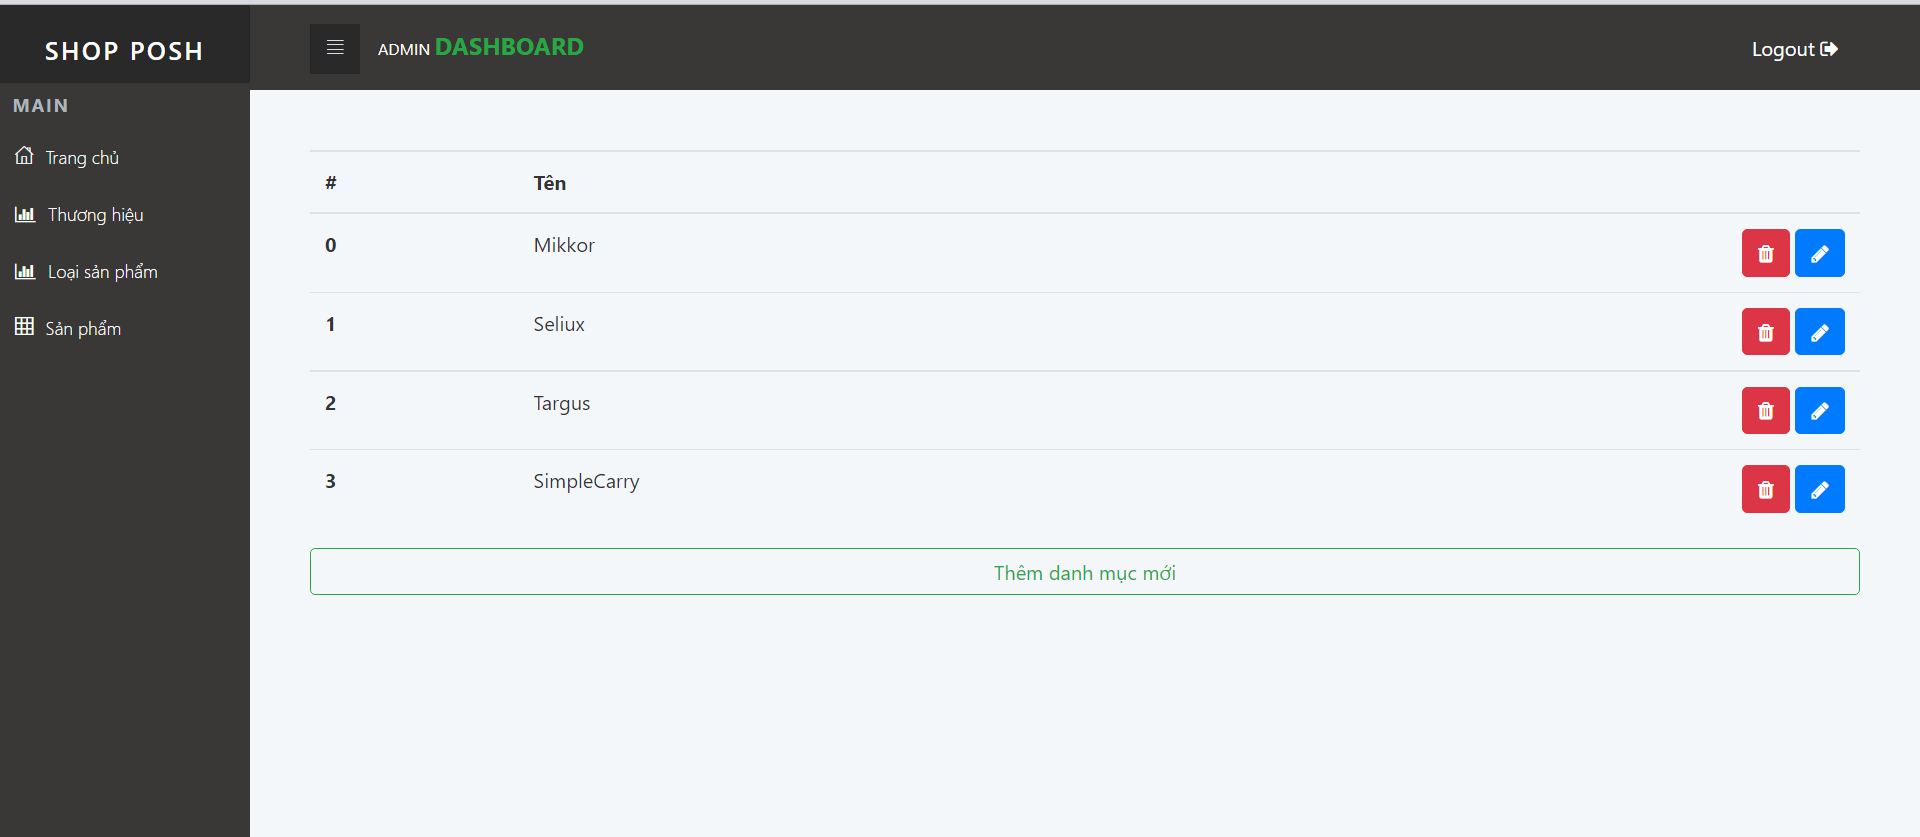 SHOP POSH
ADMIN DASHBOARD
Logout
MAIN
Trang chủ
Thương hiệu
Loại sản phẩm
Sản phẩm
# Tên
0 Mikkor
1 Seliux
2 Targus
3 SimpleCarry
Thêm danh mục mới